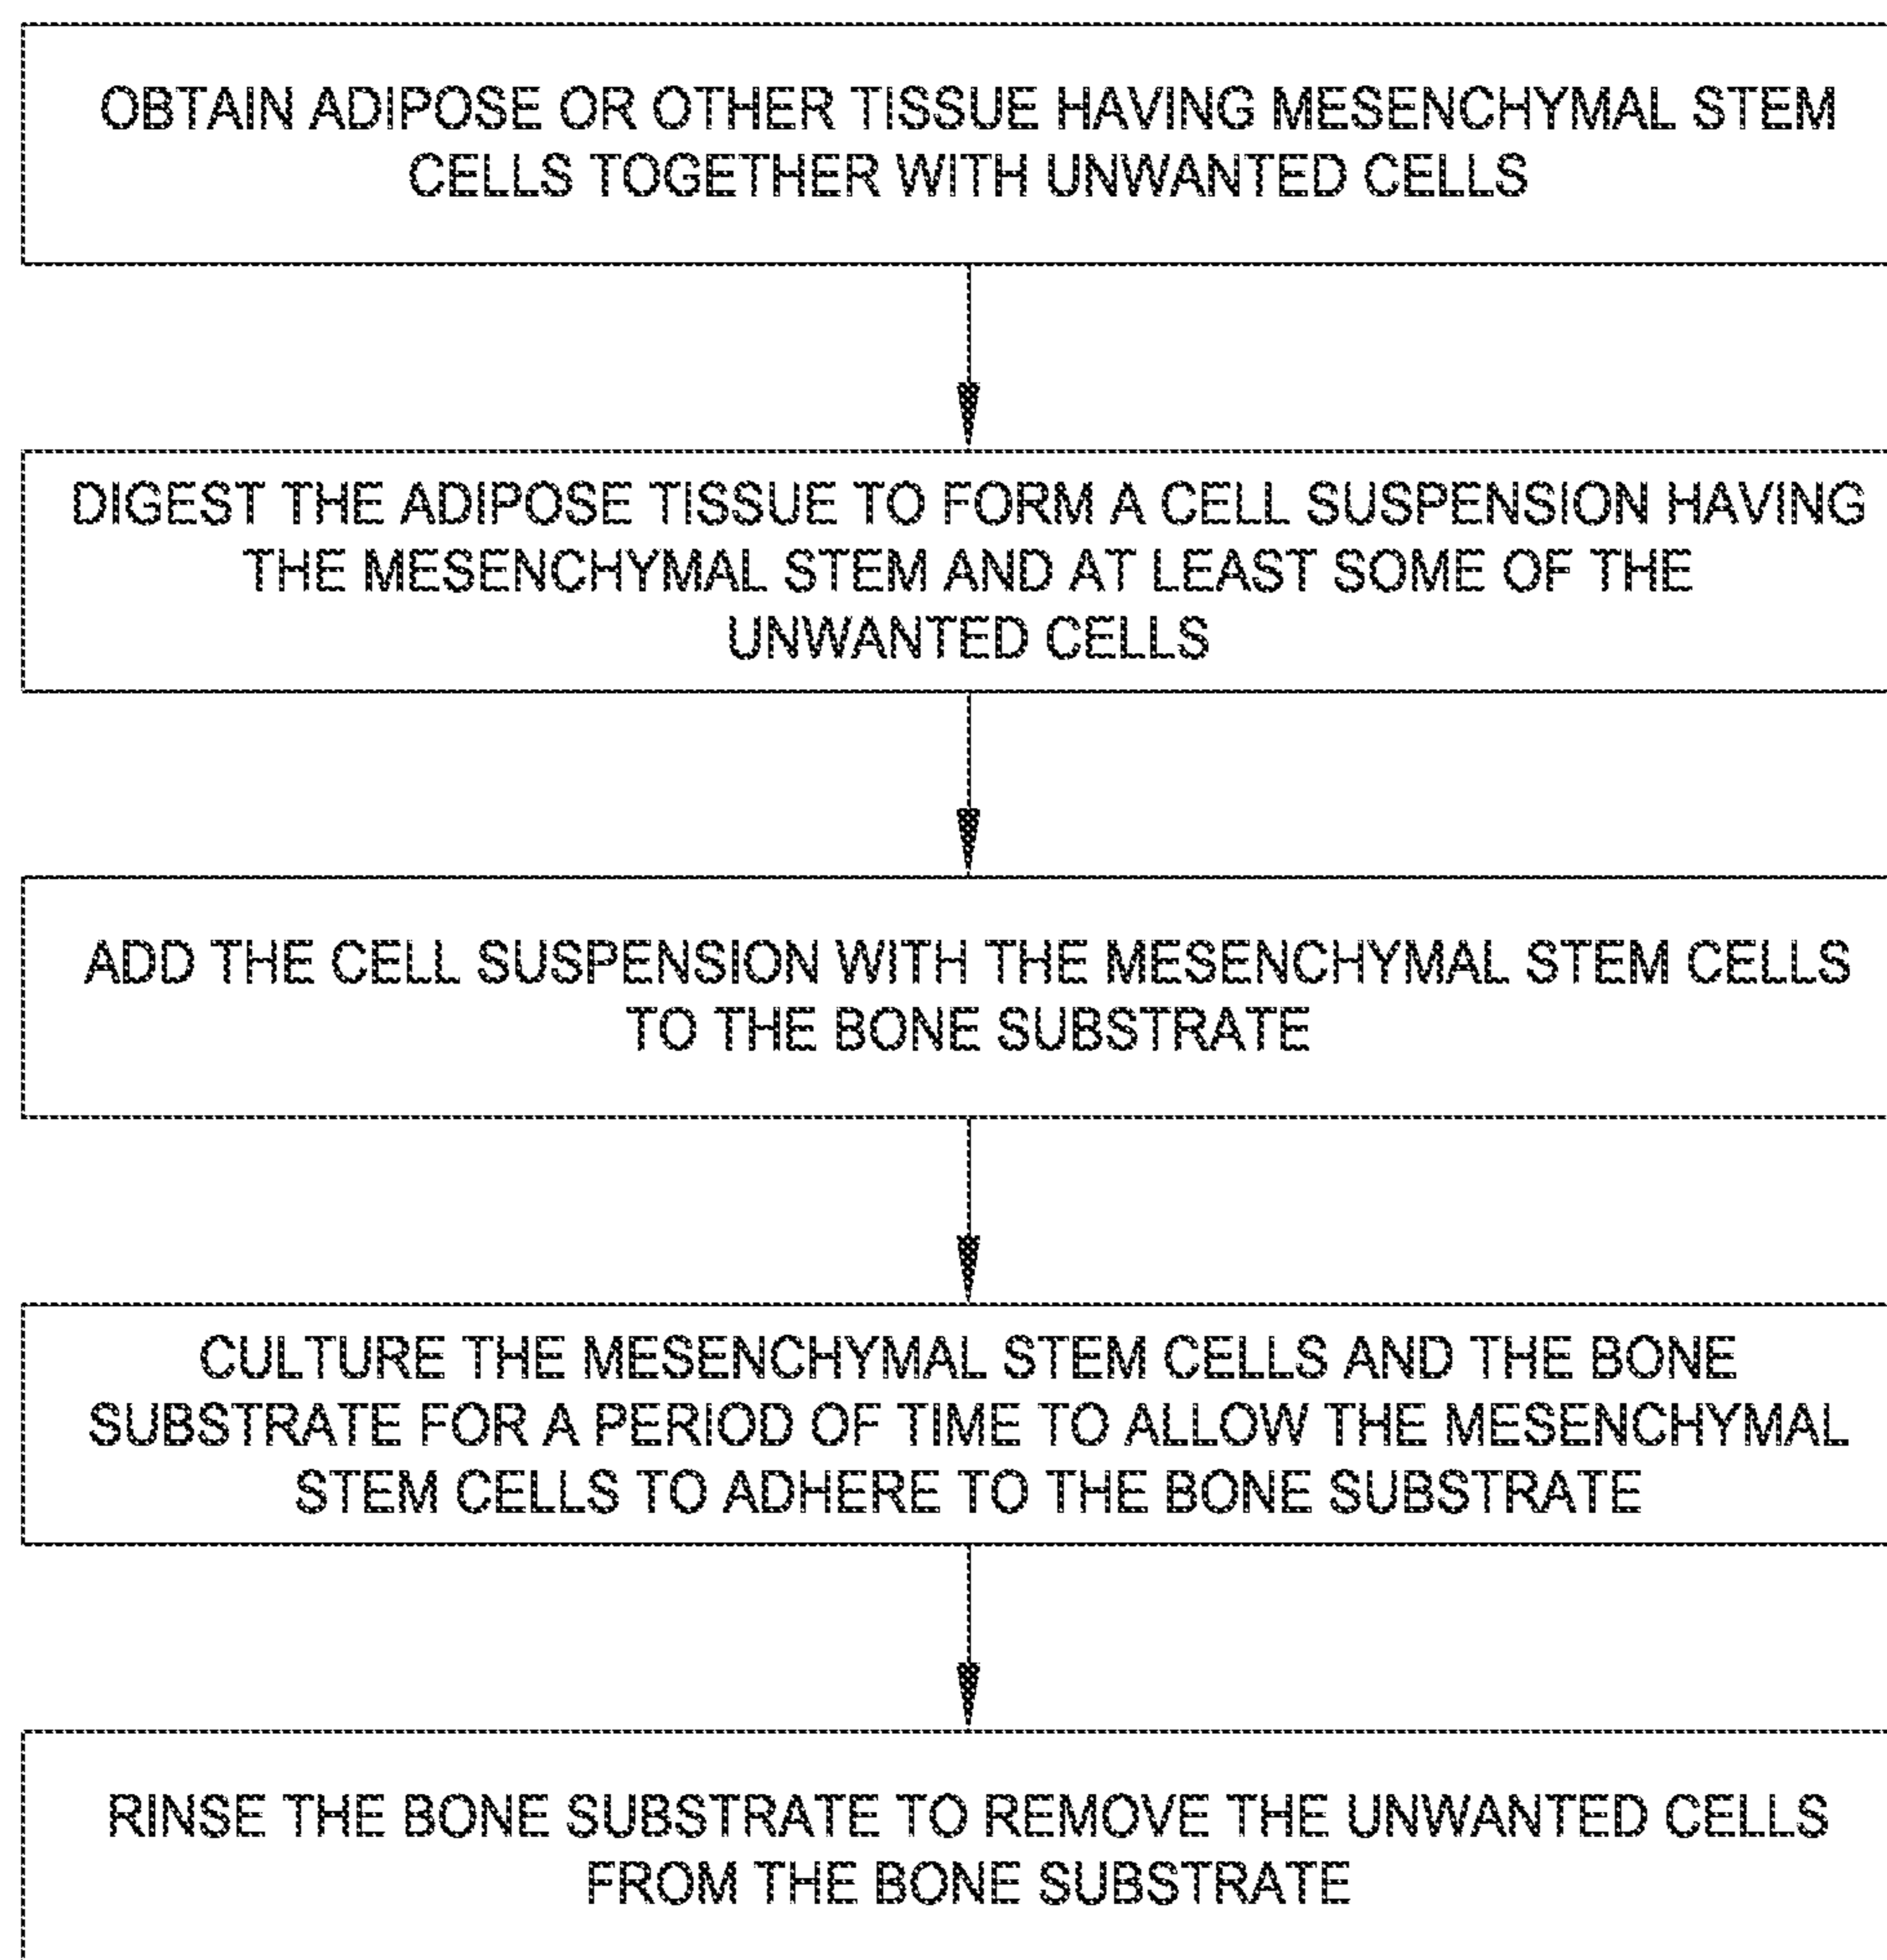 OBTAIN ADIPOSE OR OTHER TISSUE HAVING MESENCHYMAL STEM
CELLS TOGETHER WITH UNWANTED CELLS
DIGEST THE ADIPOSE TISSUE TO FORM A CELL SUSPENSION HAVING
THE MESENCHYMAL STEM AND AT LEAST SOME OF THE
UNWANTED CELLS
ADD THE CELL SUSPENSION WITH THE MESENCHYMAL STEM CELLS
TO THE BONE SUBSTRATE
CULTURE THE MESENCHYMAL STEM CELLS AND THE BONE
SUBSTRATE FOR A PERIOD OF TIME TO ALLOW THE MESENCHYMAL
STEM CELLS TO ADHERE TO THE BONE SUBSTRATE
RINSE THE BONE SUBSTRATE TO REMOVE THE UNWANTED CELLS
FROM THE BONE SUBSTRATE